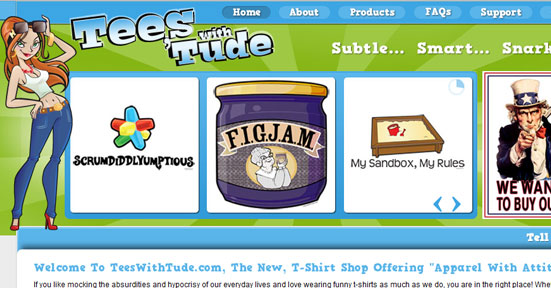 Home About Products FAQs Support
Tees
with
Tude
Subtle... Smart... Snark
Scrumdiddlyumptious
F.I.G.J.A.M.
My Sandbox, My Rules
WE WAN
TO BUY OU
Tell
Welcome To TeesWithTude.com, The New, T-Shirt Shop Offering "Apparel With Attit
If you like mocking the absurdities and hypocrisy of our everyday lives and love wearing funny t-shirts as much as we do, you are in the right place! Whe